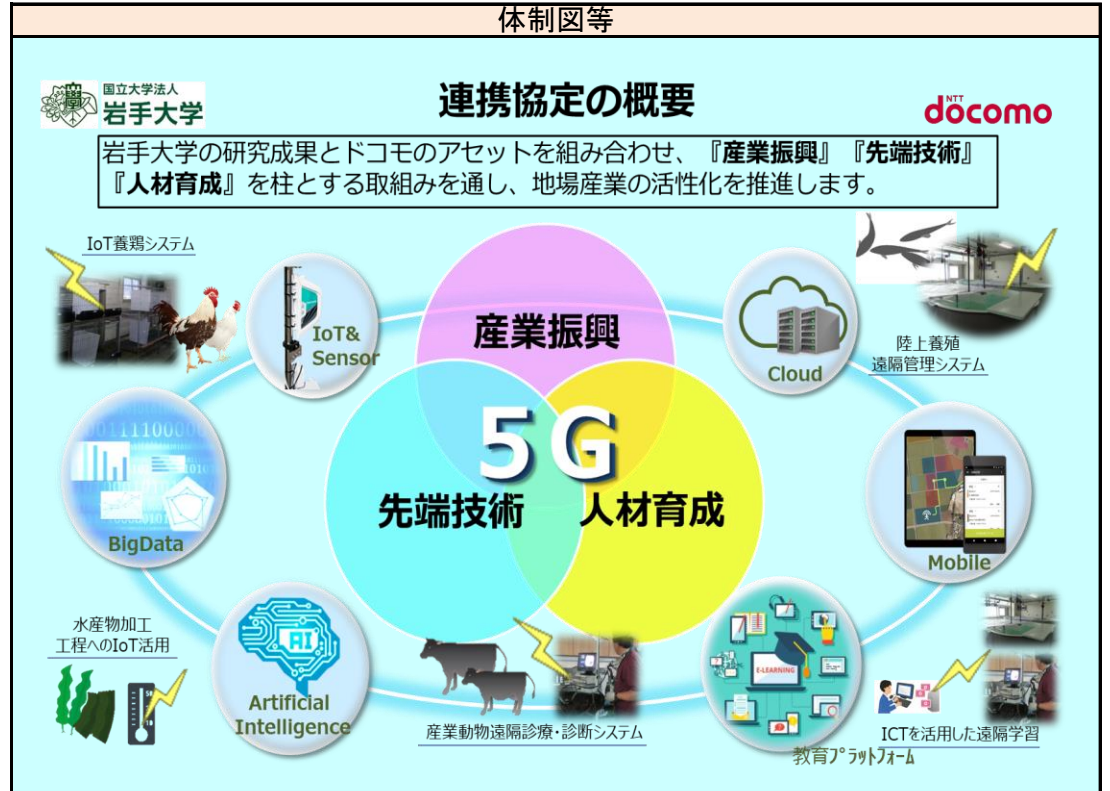 体制図等
国立大学法人
岩手大学
連携協定の概要
NTT
döcomo
岩手大学の研究成果とドコモのアセットを組み合わせ、『産業振興』『先端技術』
『人材育成』を柱とする取組みを通し、地場産業の活性化を推進します。
IoT養鶏システム
IoT&
Sensor
産業振興
Cloud
陸上養殖
遠隔管理システム
5G
先端技術
人材育成
BigData
Mobile
水産物加工
工程へのIoT活用
AI
Artificial
Intelligence
産業動物遠隔診療・診断システム
E-LEARNING
教育プラットフォーム
ICTを活用した遠隔学習